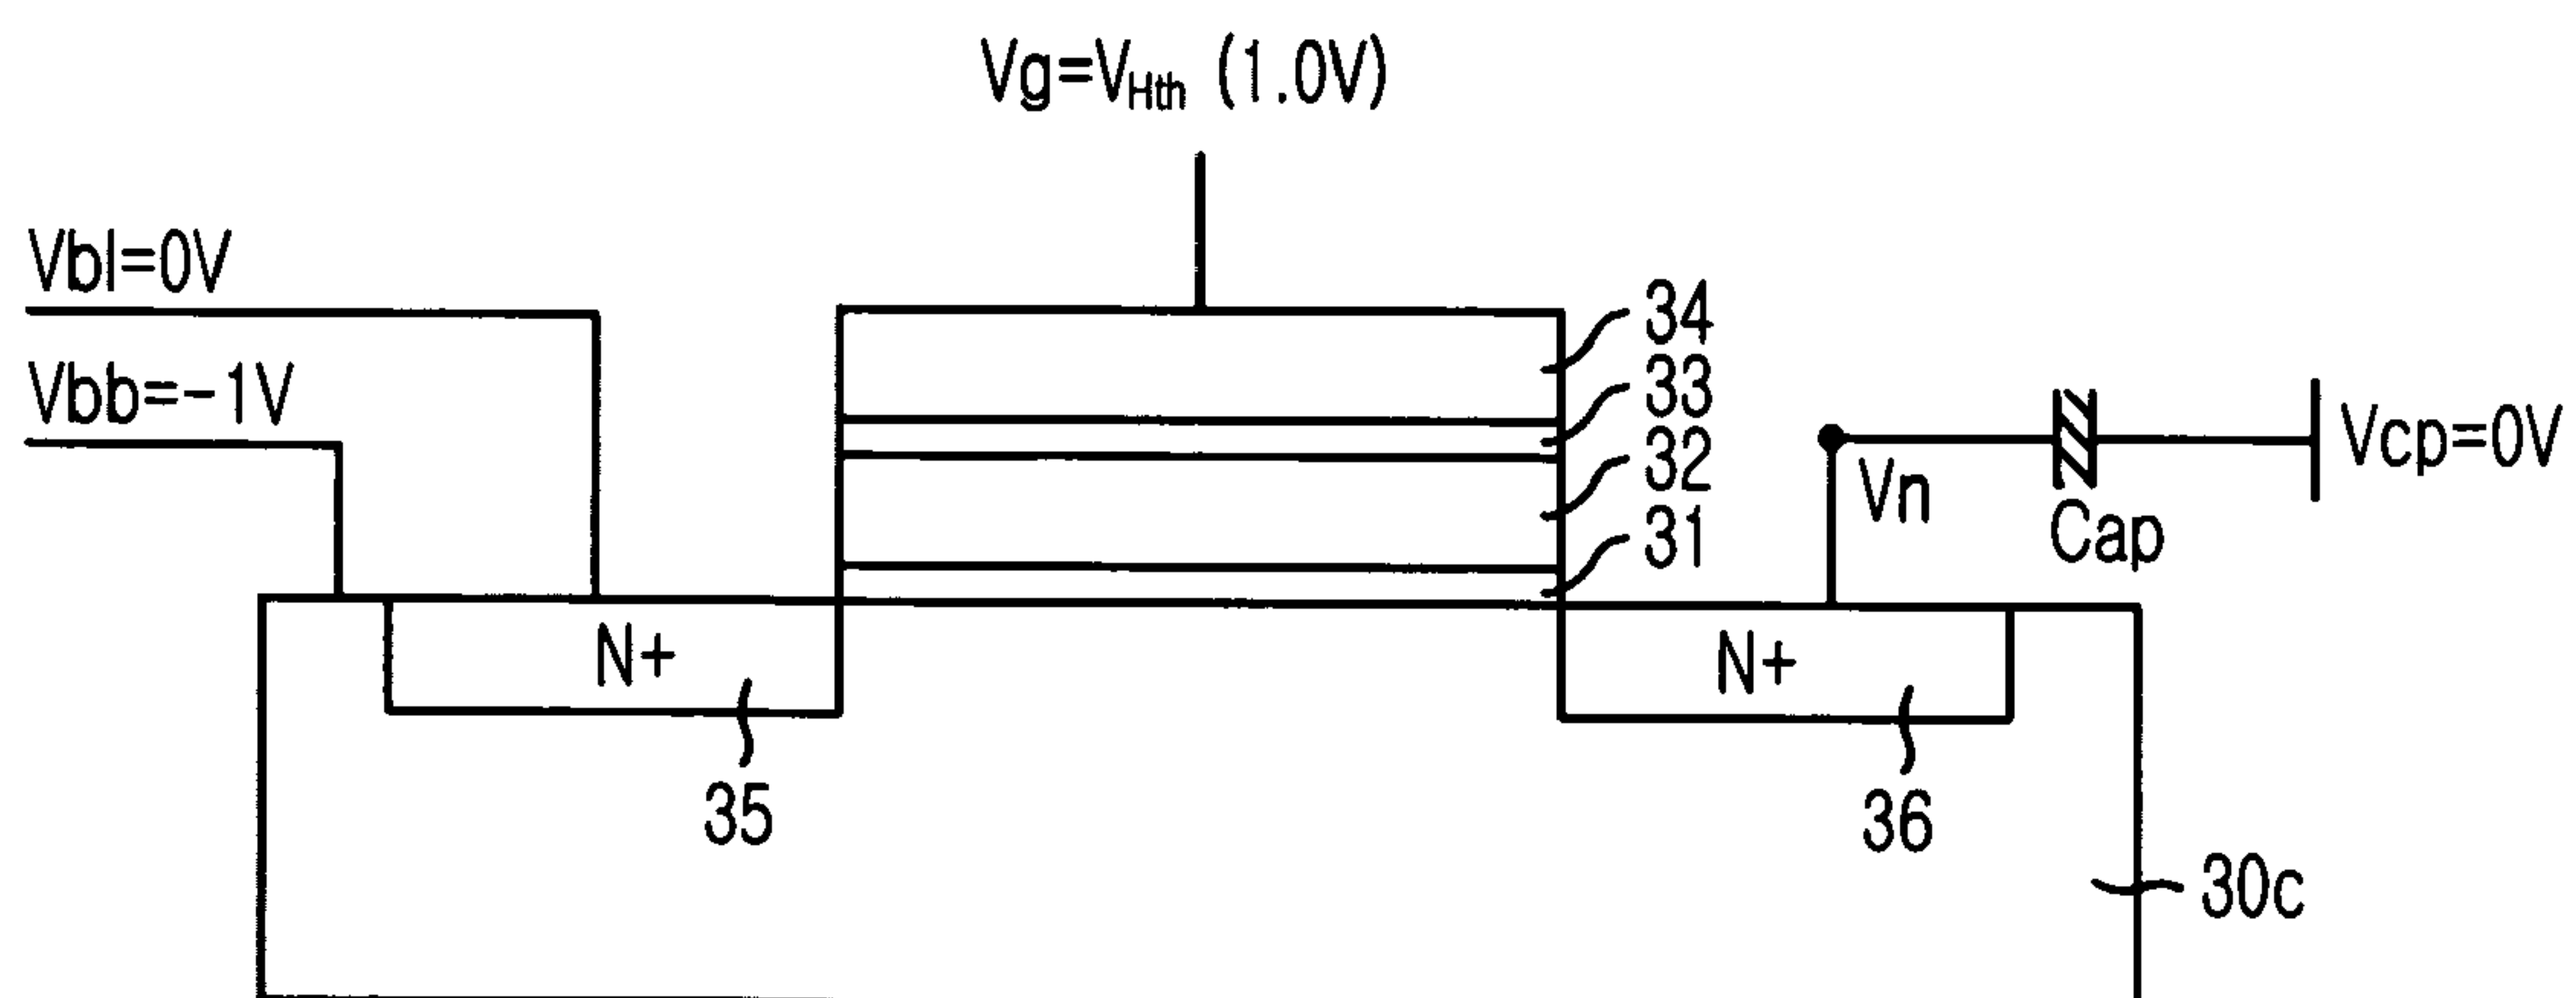 Vg=VHth (1.0V)
Vbl=0V
Vbb=-1V
34
33
32
31
Vn
Cap
Vcp=0V
N+
N+
35
36
30c